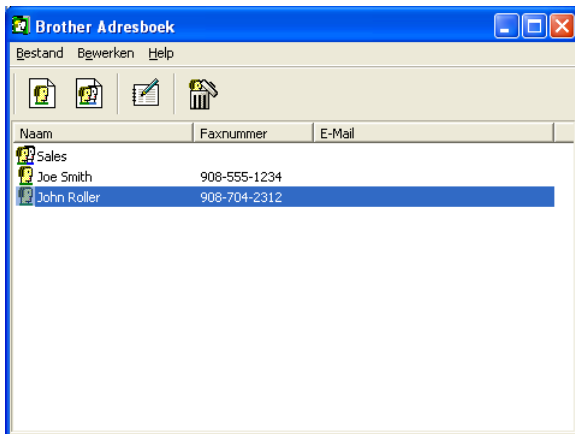 Brother Adresboek
Bestand Bewerken Help
Naam Faxnummer E-Mail
Sales
Joe Smith 908-555-1234
John Roller 908-704-2312